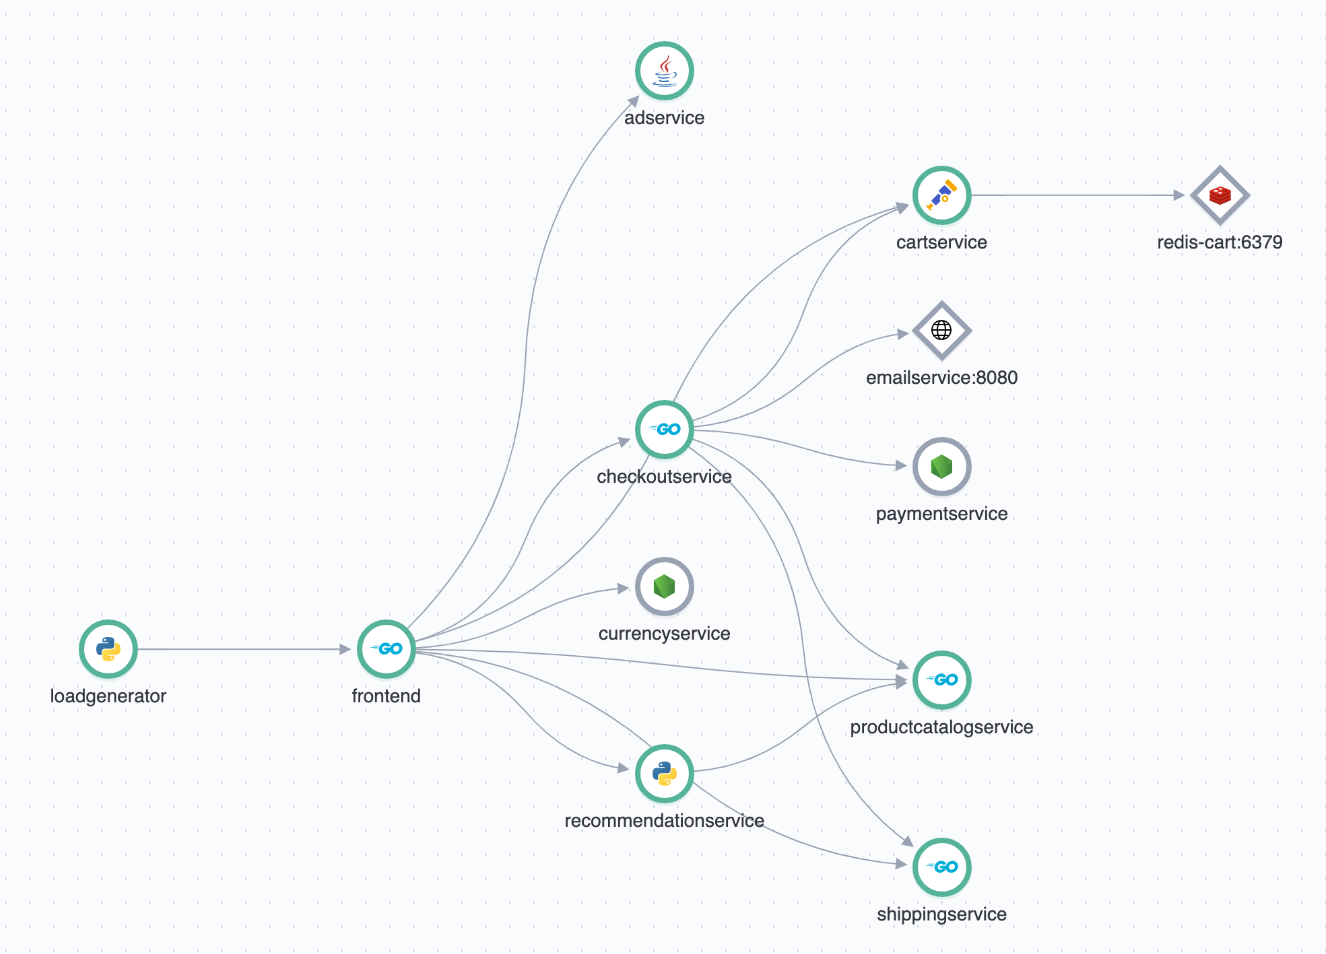 adservice
cartservice
redis-cart:6379
emailservice:8080
GO
checkoutservice
paymentservice
currencyservice
loadgenerator
GO
frontend
GO
productcatalogservice
recommendationservice
GO
shippingservice